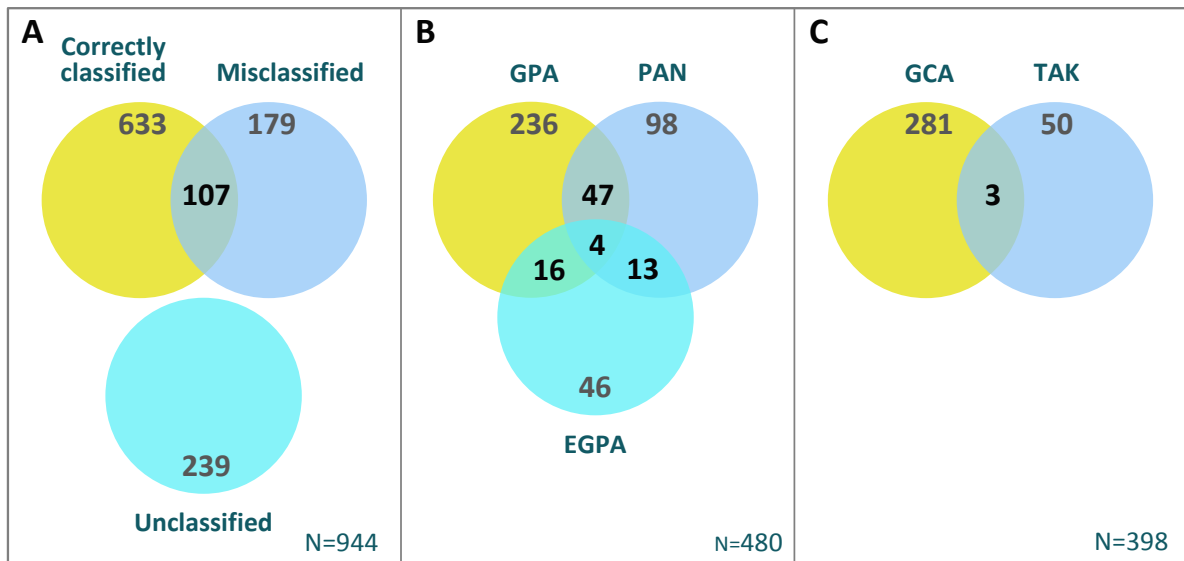 A
Correctly
classified
Misclassified
633
179
107
239
Unclassified
N=944
B
GPA
PAN
236
98
47
4
16
13
46
EGPA
N=480
C
GCA
TAK
281
50
3
N=398